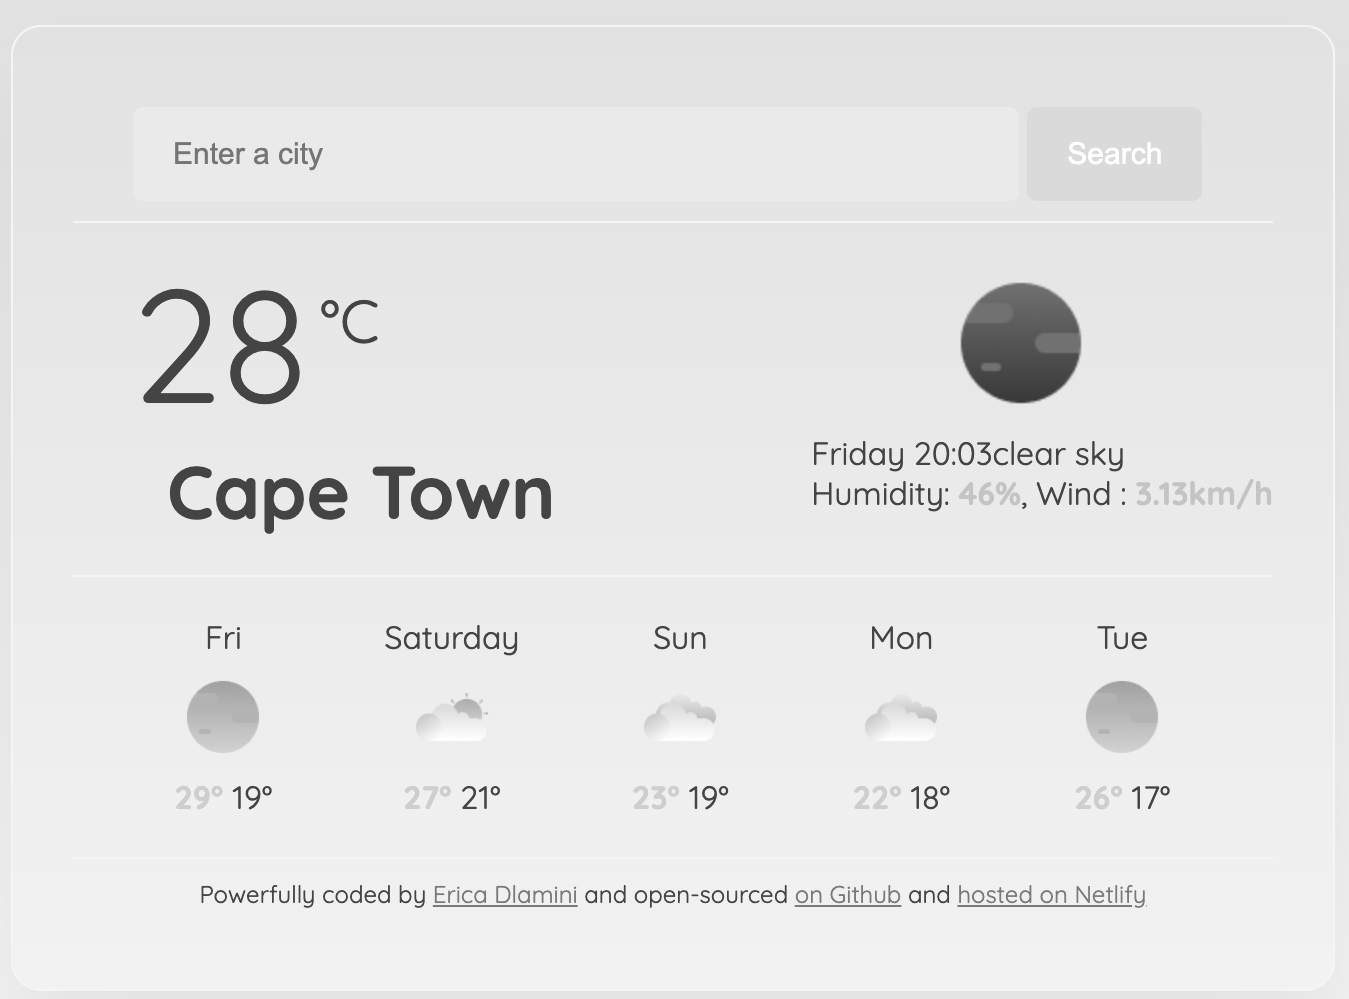 Enter a city
Search
28 °C
Cape Town
Friday 20:03clear sky
Humidity: 46%, Wind : 3.13km/h
Fri Saturday Sun Mon Tue
29° 19° 27° 21° 23° 19° 22° 18° 26° 17°
Powerfully coded by Erica Dlamini and open-sourced on Github and hosted on Netlify